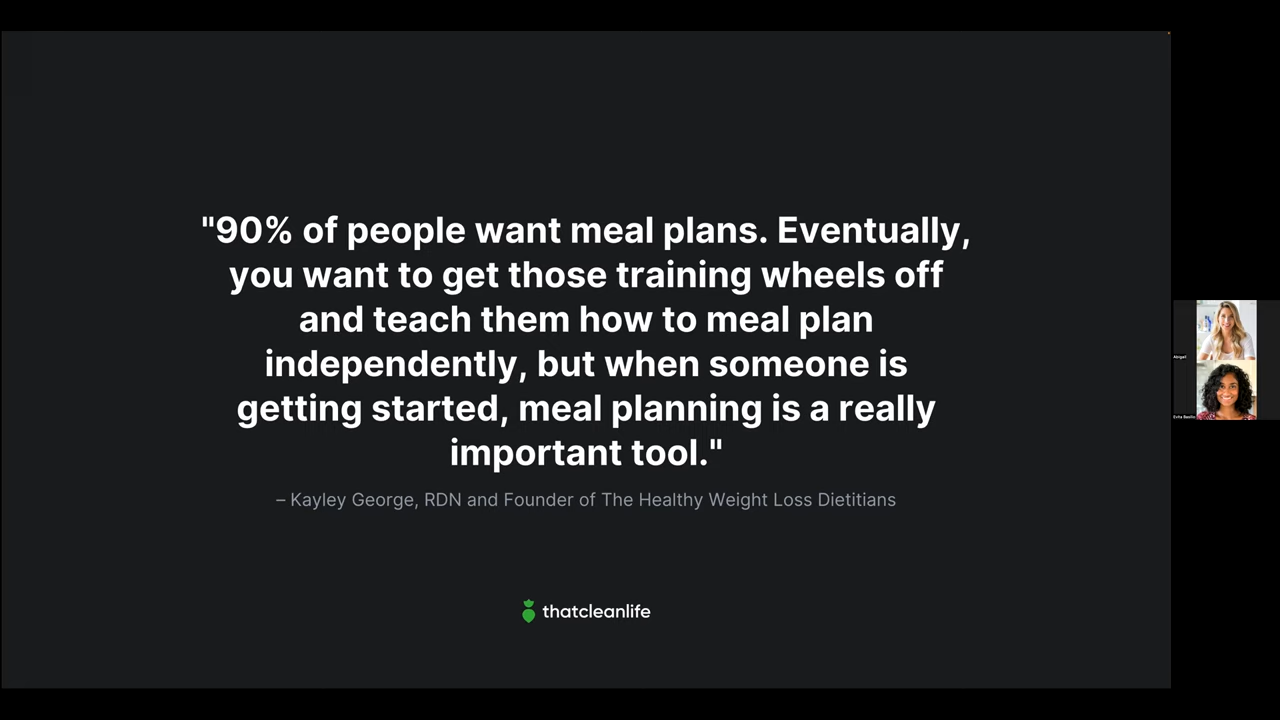 "90% of people want meal plans. Eventually,
you want to get those training wheels off
and teach them how to meal plan
independently, but when someone is
getting started, meal planning is a really
important tool."
– Kayley George, RDN and Founder of The Healthy Weight Loss Dietitians
thatcleanlife
Abigail